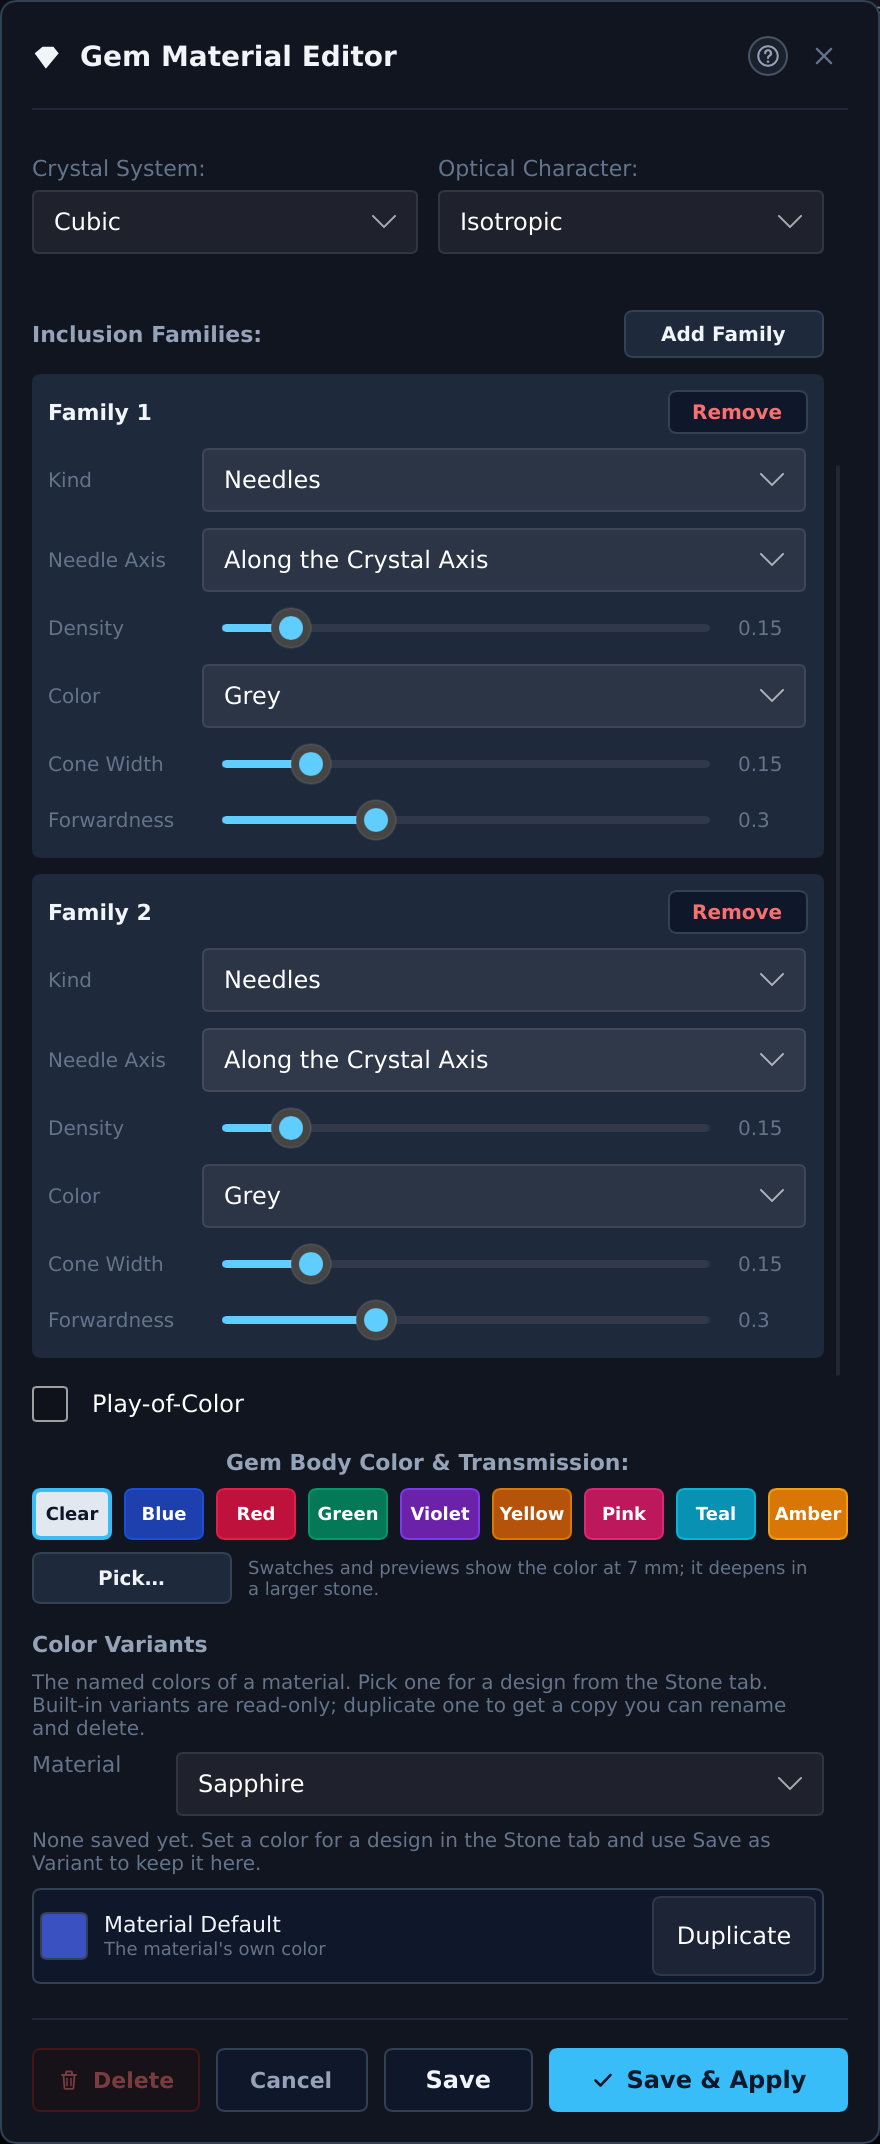 Gem Material Editor
Crystal System:
Optical Character:
Cubic
Isotropic
Inclusion Families:
Add Family
Family 1
Remove
Kind
Needles
Needle Axis
Along the Crystal Axis
Density
0.15
Color
Grey
Cone Width
0.15
Forwardness
0.3
Family 2
Remove
Kind
Needles
Needle Axis
Along the Crystal Axis
Density
0.15
Color
Grey
Cone Width
0.15
Forwardness
0.3
Play-of-Color
Gem Body Color & Transmission:
Clear
Blue
Red
Green
Violet
Yellow
Pink
Teal
Amber
Pick...
Swatches and previews show the color at 7 mm; it deepens in
a larger stone.
Color Variants
The named colors of a material. Pick one for a design from the Stone tab.
Built-in variants are read-only; duplicate one to get a copy you can rename
and delete.
Material
Sapphire
None saved yet. Set a color for a design in the Stone tab and use Save as
Variant to keep it here.
Material Default
The material's own color
Duplicate
Delete
Cancel
Save
Save & Apply